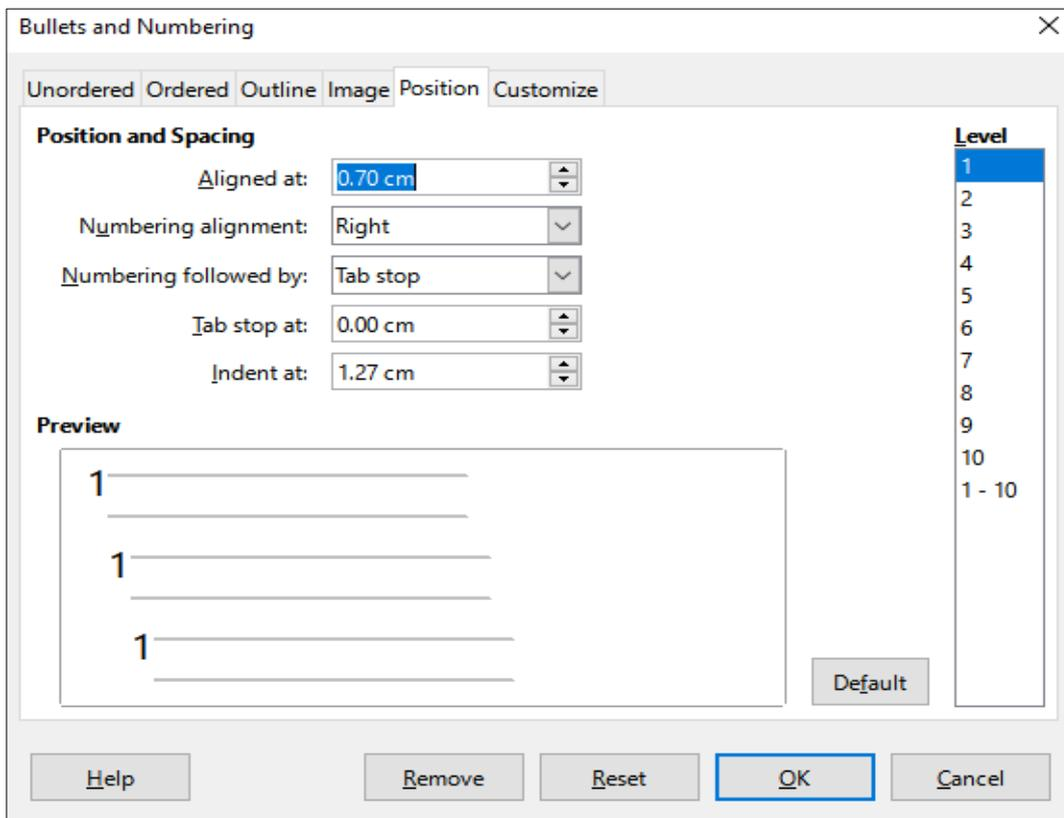 Bullets and Numbering
Unordered Ordered Outline Image Position Customize
Position and Spacing
Aligned at: 0.70 cm
Numbering alignment: Right
Numbering followed by: Tab stop
Tab stop at: 0.00 cm
Indent at: 1.27 cm
Preview
1
1
1
Level
1
2
3
4
5
6
7
8
9
10
1 - 10
Default
Help Remove Reset OK Cancel